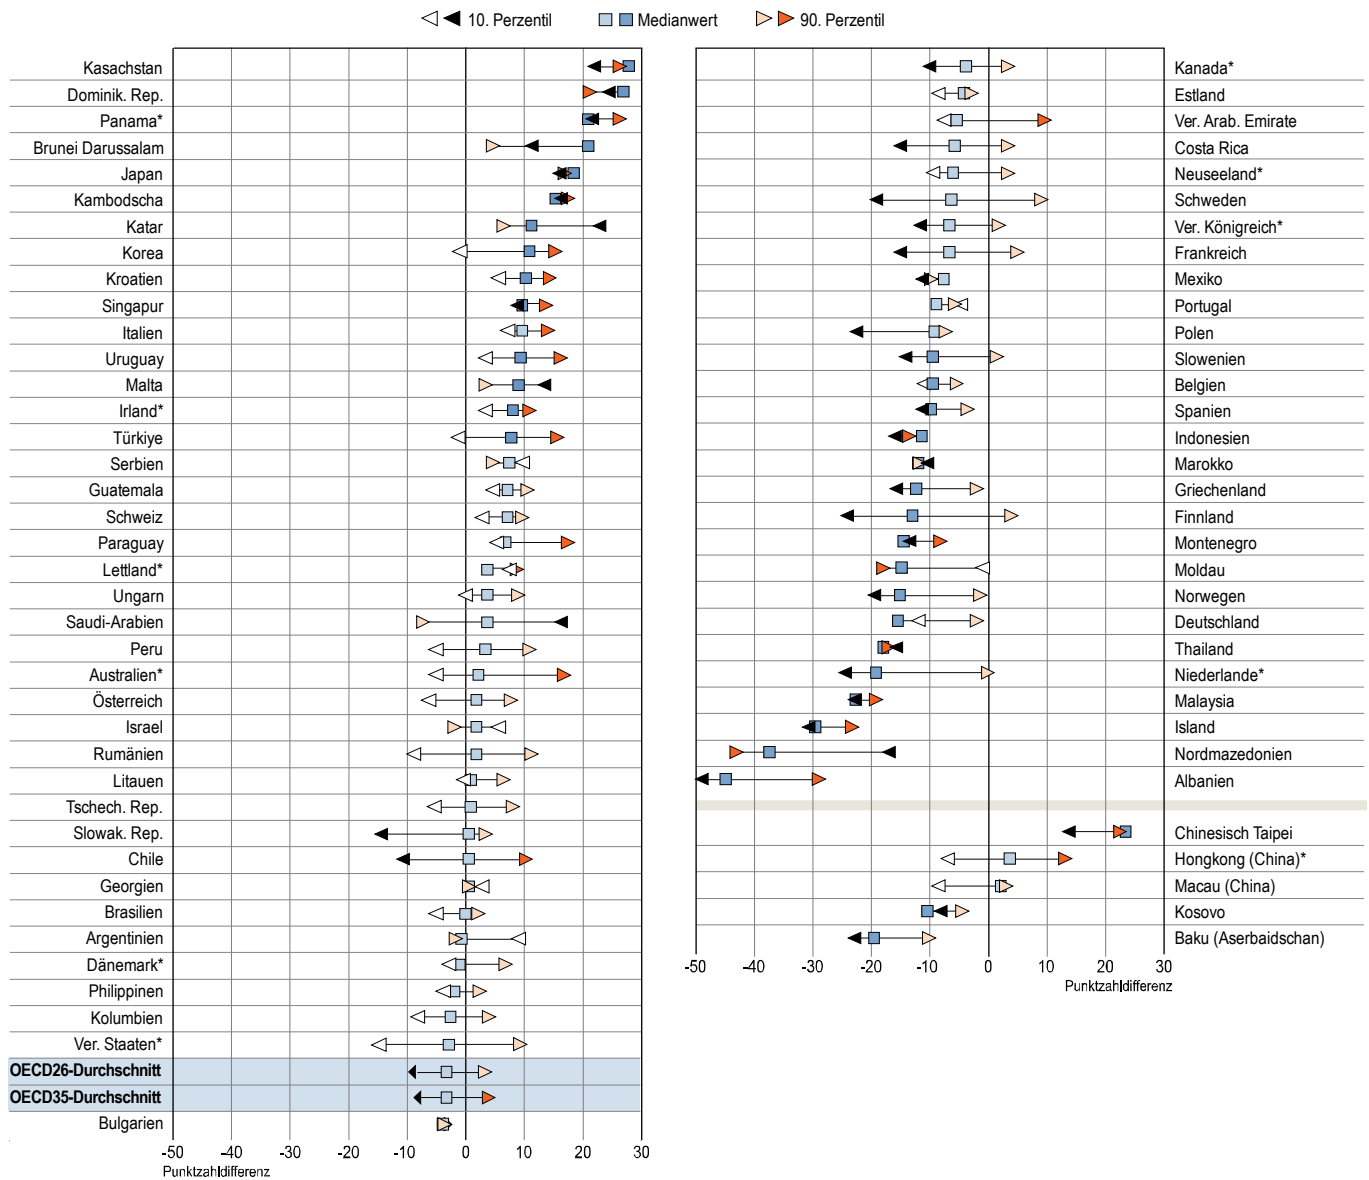 10. Perzentil Medianwert 90. Perzentil
Kasachstan
Dominik. Rep.
Panama*
Brunei Darussalam
Japan
Kambodscha
Katar
Korea
Kroatien
Singapur
Italien
Uruguay
Malta
Irland*
Türkiye
Serbien
Guatemala
Schweiz
Paraguay
Lettland*
Ungarn
Saudi-Arabien
Peru
Australien*
Österreich
Israel
Rumänien
Litauen
Tschech. Rep.
Slowak. Rep.
Chile
Georgien
Brasilien
Argentinien
Dänemark*
Philippinen
Kolumbien
Ver. Staaten*
OECD26-Durchschnitt
OECD35-Durchschnitt
Bulgarien
-50 -40 -30 -20 -10 0 10 20 30
Punktzahldifferenz
Kanada*
Estland
Ver. Arab. Emirate
Costa Rica
Neuseeland*
Schweden
Ver. Königreich*
Frankreich
Mexiko
Portugal
Polen
Slowenien
Belgien
Spanien
Indonesien
Marokko
Griechenland
Finnland
Montenegro
Moldau
Norwegen
Deutschland
Thailand
Niederlande*
Malaysia
Island
Nordmazedonien
Albanien
Chinesisch Taipei
Hongkong (China)*
Macau (China)
Kosovo
Baku (Aserbaidschan)
-50 -40 -30 -20 -10 0 10 20 30
Punktzahldifferenz